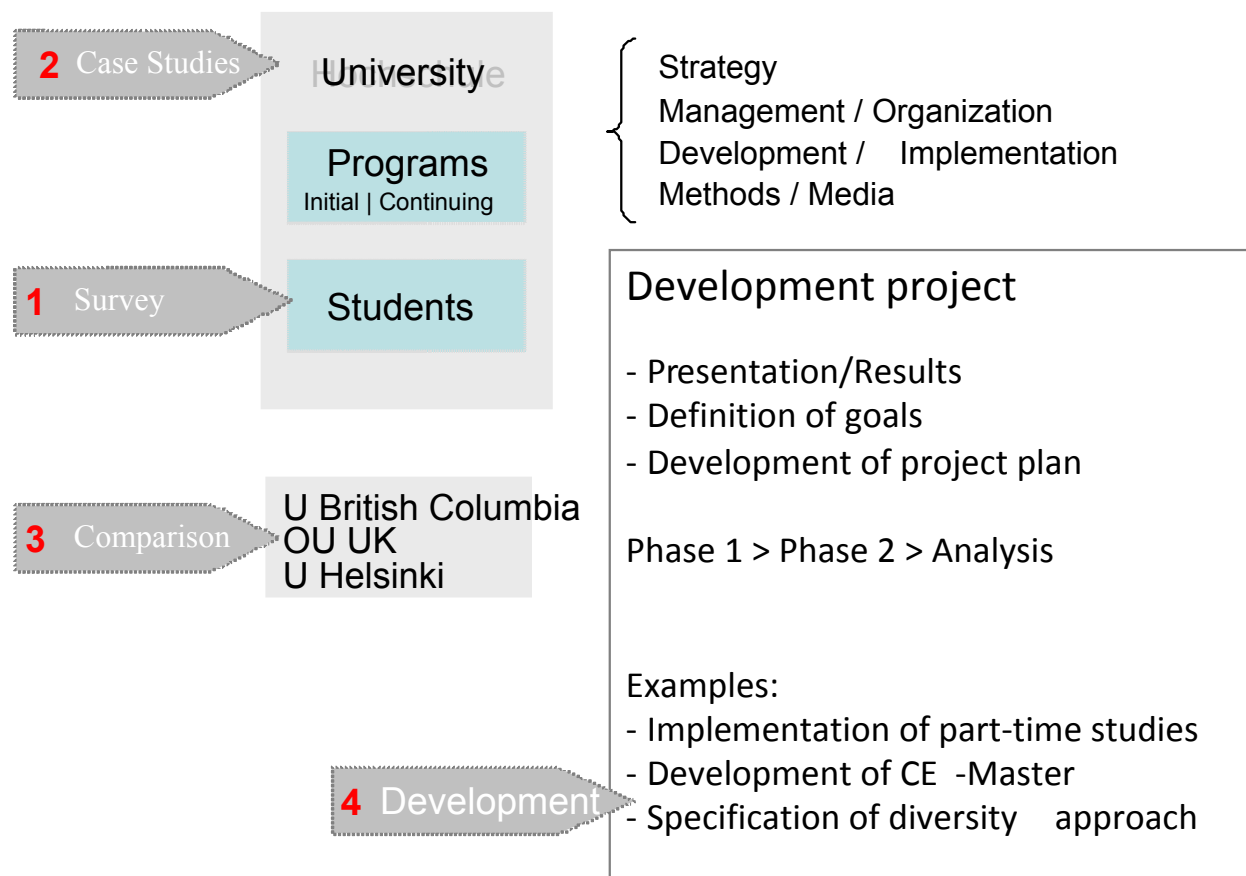 2 Case Studies
Hochschule
University
Programs
Initial | Continuing
1 Survey
Students
3 Comparison
U British Columbia
OU UK
U Helsinki
Strategy
Management / Organization
Development / Implementation
Methods / Media
Development project
- Presentation/Results
- Definition of goals
- Development of project plan
Phase 1 > Phase 2 > Analysis
Examples:
- Implementation of part-time studies
- Development of CE -Master
- Specification of diversity approach
4 Development